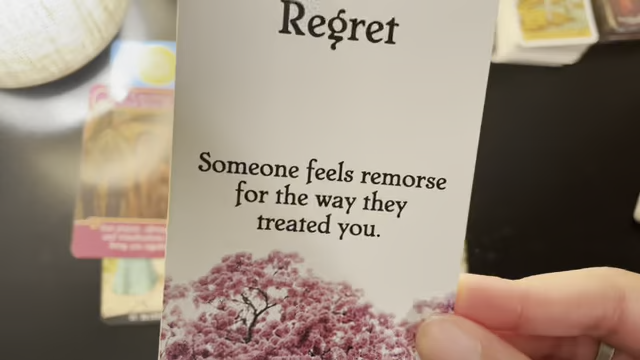 Regret
Someone feels remorse
for the way they
treated you.